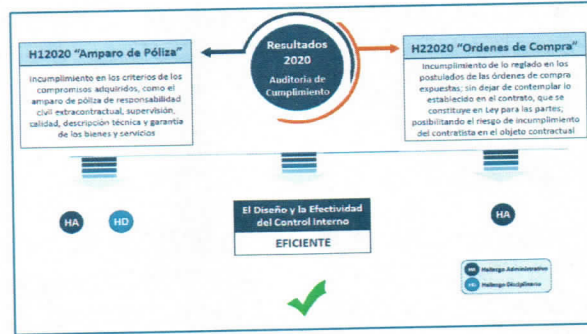 H12020 "Amparo de Póliza"
Incumplimiento en los criterios de los
compromisos adquiridos, como el
amparo de póliza de responsabilidad
civil extracontractual, supervisión,
calidad, descripción técnica y garantía
de los bienes y servicios
Resultados
2020
Auditoria de
Cumplimiento
H22020 "Ordenes de Compra"
Incumplimiento de lo reglado en los
postulados de las órdenes de compra
expuestas; sin dejar de contemplar lo
establecido en el contrato, que se
constituye en Ley para las partes;
posibilitando el riesgo de incumplimiento
del contratista en el objeto contractual
HA
HD
El Diseño y la Efectividad
del Control Interno
EFICIENTE
HA
HA Hallazgo Administrativo
HD Hallazgo Disciplinario